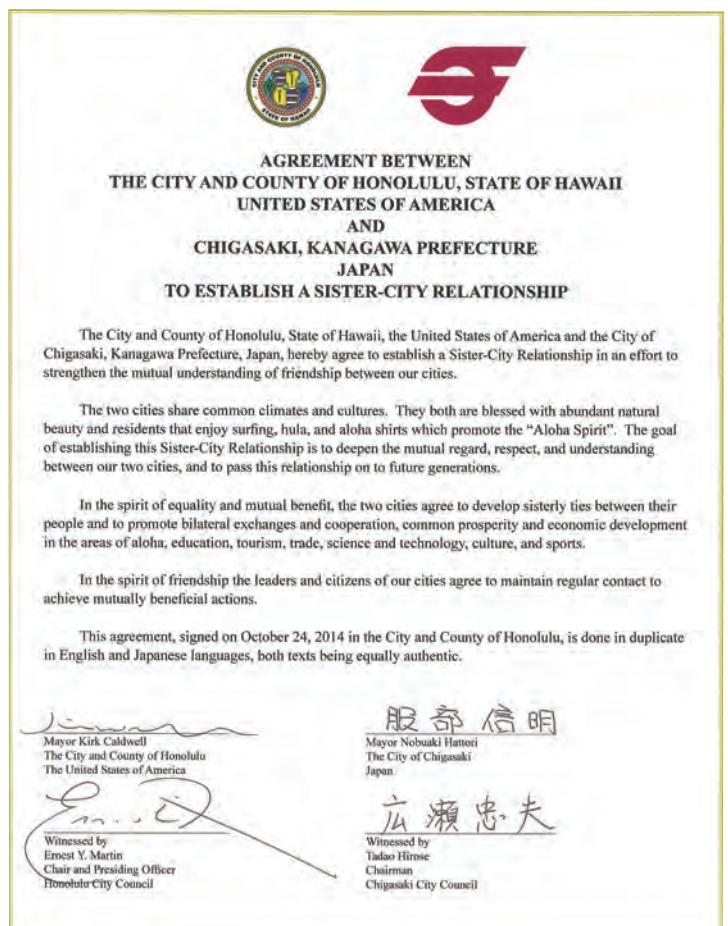 CITY AND COUNTY OF HONOLULU
STATE OF HAWAII
AGREEMENT BETWEEN
THE CITY AND COUNTY OF HONOLULU, STATE OF HAWAII
UNITED STATES OF AMERICA
AND
CHIGASAKI, KANAGAWA PREFECTURE
JAPAN
TO ESTABLISH A SISTER-CITY RELATIONSHIP
The City and County of Honolulu, State of Hawaii, the United States of America and the City of
Chigasaki, Kanagawa Prefecture, Japan, hereby agree to establish a Sister-City Relationship in an effort to
strengthen the mutual understanding of friendship between our cities.
The two cities share common climates and cultures. They both are blessed with abundant natural
beauty and residents that enjoy surfing, hula, and aloha shirts which promote the “Aloha Spirit”. The goal
of establishing this Sister-City Relationship is to deepen the mutual regard, respect, and understanding
between our two cities, and to pass this relationship on to future generations.
In the spirit of equality and mutual benefit, the two cities agree to develop sisterly ties between their
people and to promote bilateral exchanges and cooperation, common prosperity and economic development
in the areas of aloha, education, tourism, trade, science and technology, culture, and sports.
In the spirit of friendship the leaders and citizens of our cities agree to maintain regular contact to
achieve mutually beneficial actions.
This agreement, signed on October 24, 2014 in the City and County of Honolulu, is done in duplicate
in English and Japanese languages, both texts being equally authentic.
Mayor Kirk Caldwell
The City and County of Honolulu
The United States of America
服部信明
Mayor Nobuaki Hattori
The City of Chigasaki
Japan
Witnessed by
Ernest Y. Martin
Chair and Presiding Officer
Honolulu City Council
広瀬忠夫
Witnessed by
Tadao Hirose
Chairman
Chigasaki City Council